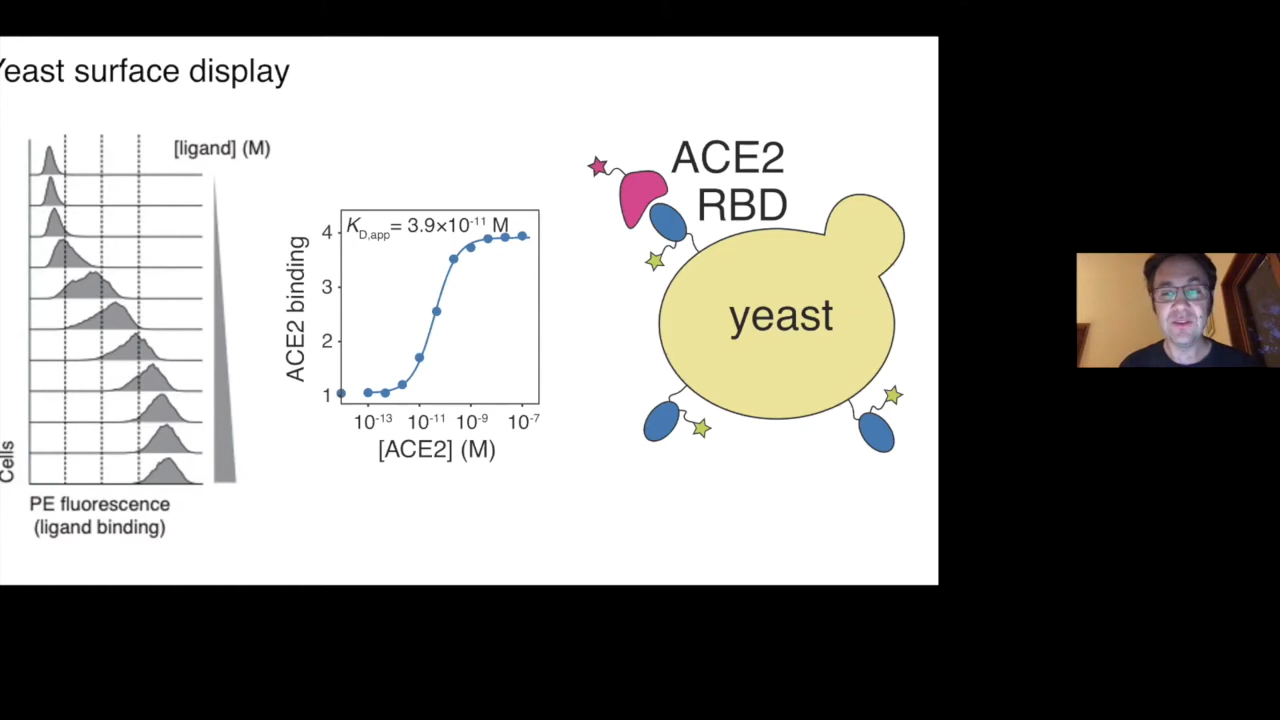 Yeast surface display
[ligand] (M)
Cells
PE fluorescence
(ligand binding)
ACE2 binding
4
3
2
1
K_D,app = 3.9×10⁻¹¹ M
10⁻¹³ 10⁻¹¹ 10⁻⁹ 10⁻⁷
[ACE2] (M)
ACE2
RBD
yeast